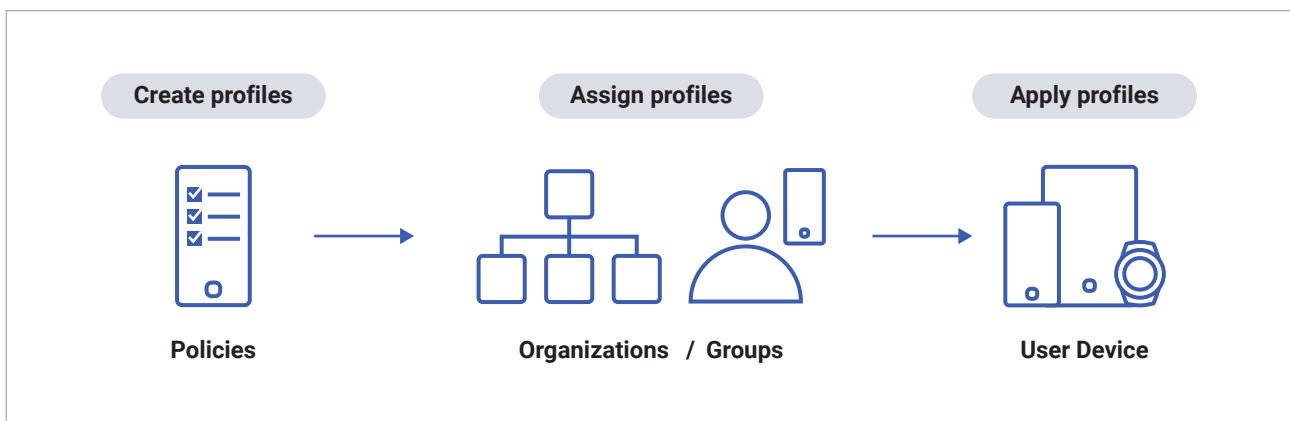 Create profiles
Assign profiles
Apply profiles
Policies
Organizations / Groups
User Device